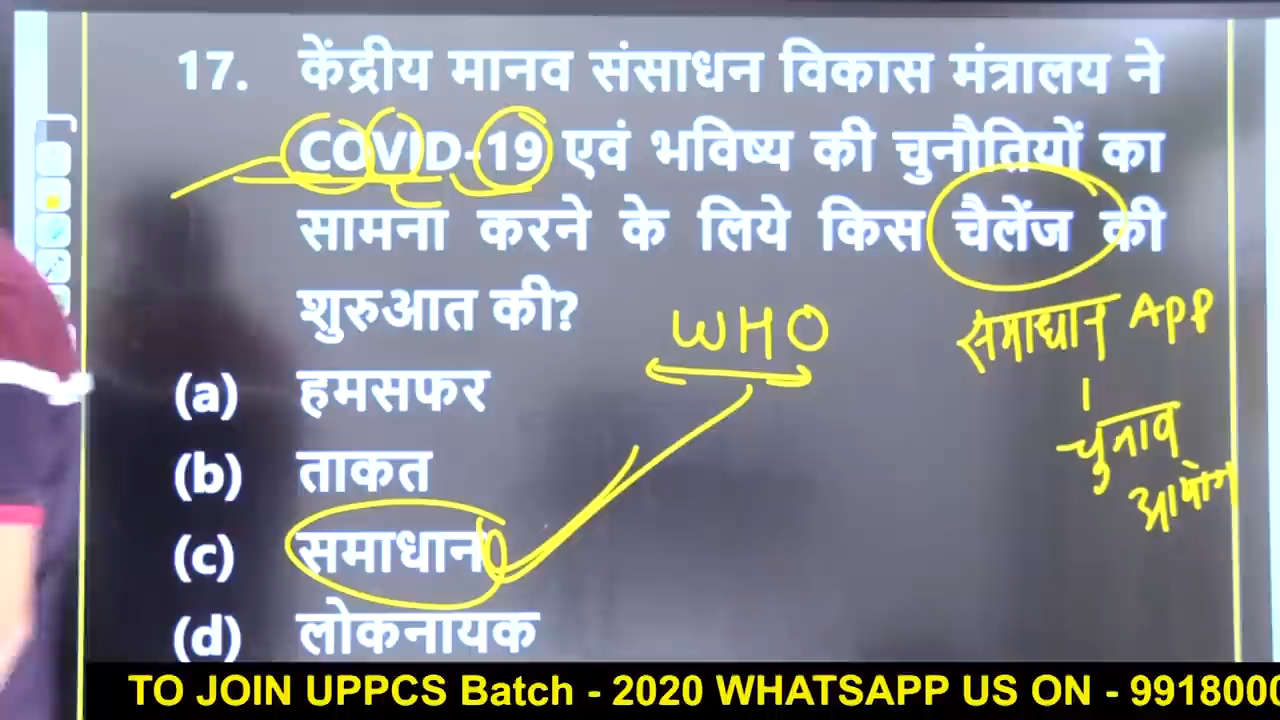 17. केंद्रीय मानव संसाधन विकास मंत्रालय ने
COVID-19 एवं भविष्य की चुनौतियों का
सामना करने के लिये किस चैलेंज की
शुरुआत की?
WHO
समाधान App
चुनाव
आयोग
(a) हमसफर
(b) ताकत
(c) समाधान
(d) लोकनायक
TO JOIN UPPCS Batch - 2020 WHATSAPP US ON - 9918000